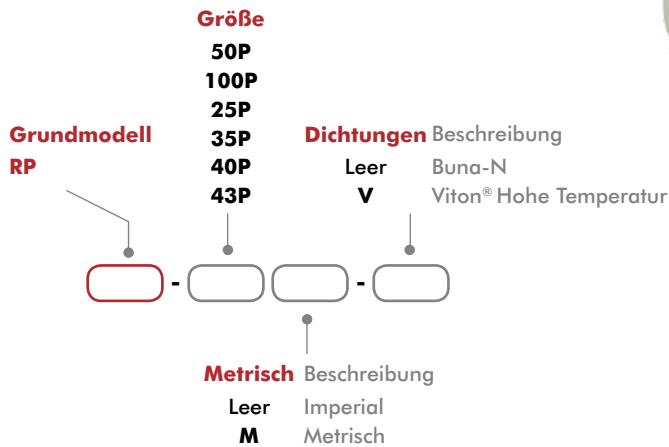 Größe
50P
100P
25P
35P
40P
43P
Grundmodell
RP
Dichtungen Beschreibung
Leer Buna-N
V Viton® Hohe Temperatur
- -
Metrisch Beschreibung
Leer Imperial
M Metrisch